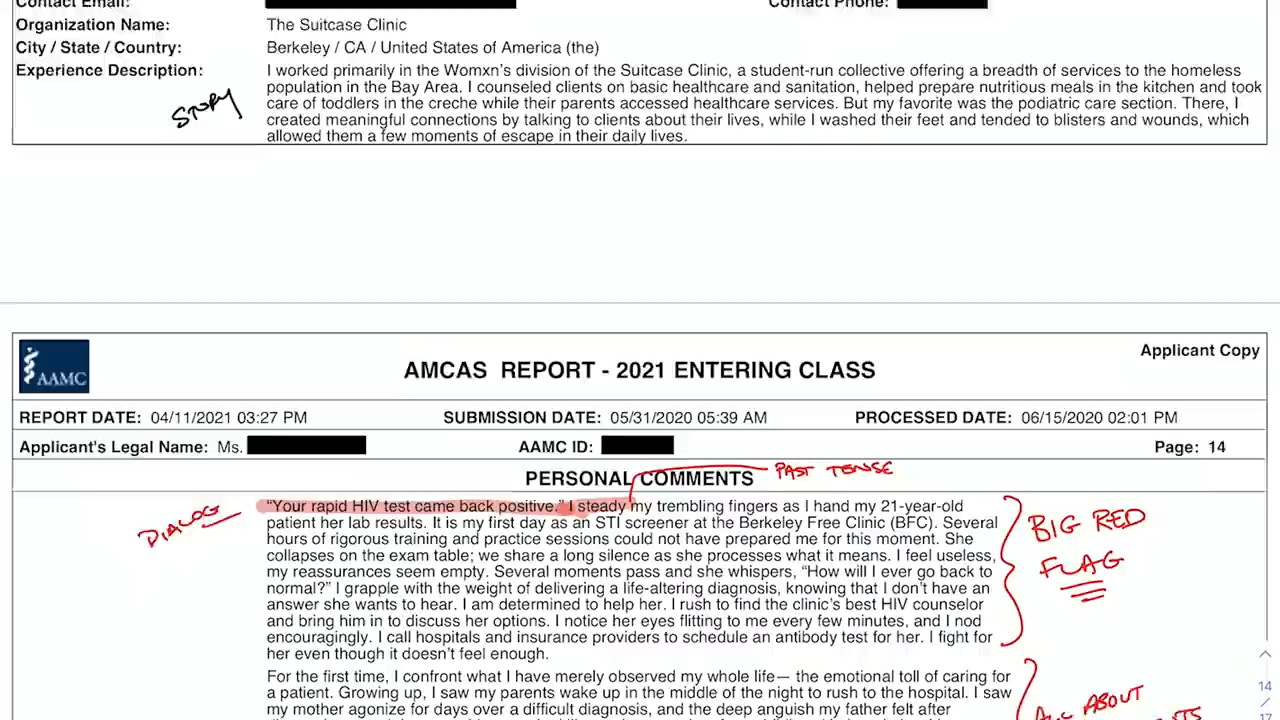 Contact Email:
Contact Phone:
Organization Name: The Suitcase Clinic
City / State / Country: Berkeley / CA / United States of America (the)
Experience Description: I worked primarily in the Womxn's division of the Suitcase Clinic, a student-run collective offering a breadth of services to the homeless
population in the Bay Area. I counseled clients on basic healthcare and sanitation, helped prepare nutritious meals in the kitchen and took
care of toddlers in the creche while their parents accessed healthcare services. But my favorite was the podiatric care section. There, I
created meaningful connections by talking to clients about their lives, while I washed their feet and tended to blisters and wounds, which
allowed them a few moments of escape in their daily lives.
STORY
AAMC
Applicant Copy
AMCAS REPORT - 2021 ENTERING CLASS
REPORT DATE: 04/11/2021 03:27 PM SUBMISSION DATE: 05/31/2020 05:39 AM PROCESSED DATE: 06/15/2020 02:01 PM
Applicant's Legal Name: Ms. AAMC ID: Page: 14
PERSONAL COMMENTS
PAST TENSE
DIALOG
"Your rapid HIV test came back positive." I steady my trembling fingers as I hand my 21-year-old
patient her lab results. It is my first day as an STI screener at the Berkeley Free Clinic (BFC). Several
hours of rigorous training and practice sessions could not have prepared me for this moment. She
collapses on the exam table; we share a long silence as she processes what it means. I feel useless,
my reassurances seem empty. Several moments pass and she whispers, "How will I ever go back to
normal?" I grapple with the weight of delivering a life-altering diagnosis, knowing that I don't have an
answer she wants to hear. I am determined to help her. I rush to find the clinic's best HIV counselor
and bring him in to discuss her options. I notice her eyes flitting to me every few minutes, and I nod
encouragingly. I call hospitals and insurance providers to schedule an antibody test for her. I fight for
her even though it doesn't feel enough.
BIG RED
FLAG
For the first time, I confront what I have merely observed my whole life— the emotional toll of caring for
a patient. Growing up, I saw my parents wake up in the middle of the night to rush to the hospital. I saw
my mother agonize for days over a difficult diagnosis, and the deep anguish my father felt after
ABOUT
14
/
17